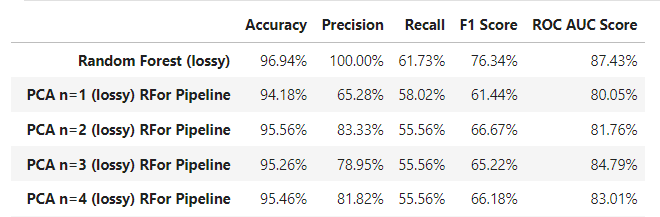 Accuracy Precision Recall F1 Score ROC AUC Score
Random Forest (lossy) 96.94% 100.00% 61.73% 76.34% 87.43%
PCA n=1 (lossy) RFor Pipeline 94.18% 65.28% 58.02% 61.44% 80.05%
PCA n=2 (lossy) RFor Pipeline 95.56% 83.33% 55.56% 66.67% 81.76%
PCA n=3 (lossy) RFor Pipeline 95.26% 78.95% 55.56% 65.22% 84.79%
PCA n=4 (lossy) RFor Pipeline 95.46% 81.82% 55.56% 66.18% 83.01%